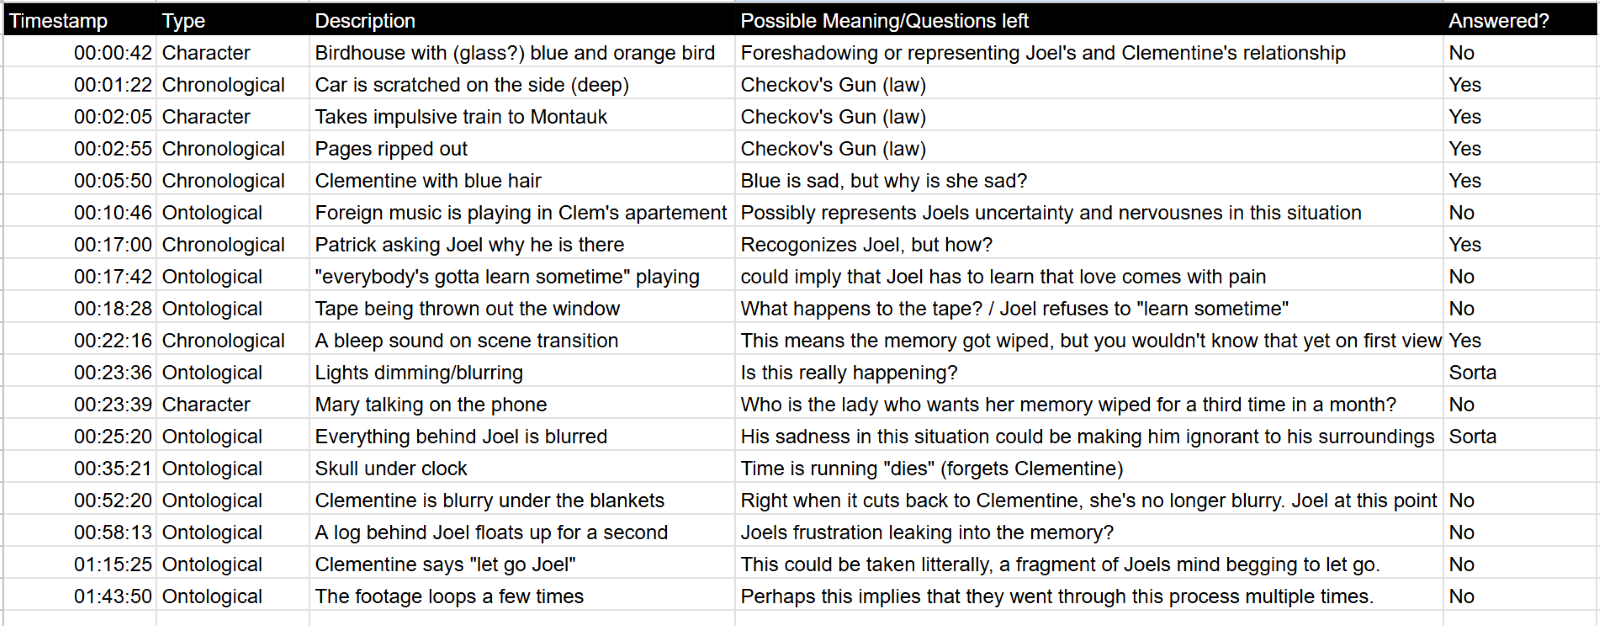 Timestamp Type Description Possible Meaning/Questions left Answered?
00:00:42 Character Birdhouse with (glass?) blue and orange bird Foreshadowing or representing Joel's and Clementine's relationship No
00:01:22 Chronological Car is scratched on the side (deep) Checkov's Gun (law) Yes
00:02:05 Character Takes impulsive train to Montauk Checkov's Gun (law) Yes
00:02:55 Chronological Pages ripped out Checkov's Gun (law) Yes
00:05:50 Chronological Clementine with blue hair Blue is sad, but why is she sad? Yes
00:10:46 Ontological Foreign music is playing in Clem's apartement Possibly represents Joels uncertainty and nervousnes in this situation No
00:17:00 Chronological Patrick asking Joel why he is there Recogonizes Joel, but how? Yes
00:17:42 Ontological "everybody's gotta learn sometime" playing could imply that Joel has to learn that love comes with pain No
00:18:28 Ontological Tape being thrown out the window What happens to the tape? / Joel refuses to "learn sometime" No
00:22:16 Chronological A bleep sound on scene transition This means the memory got wiped, but you wouldn't know that yet on first view Yes
00:23:36 Ontological Lights dimming/blurring Is this really happening? Sorta
00:23:39 Character Mary talking on the phone Who is the lady who wants her memory wiped for a third time in a month? No
00:25:20 Ontological Everything behind Joel is blurred His sadness in this situation could be making him ignorant to his surroundings Sorta
00:35:21 Ontological Skull under clock Time is running "dies" (forgets Clementine)
00:52:20 Ontological Clementine is blurry under the blankets Right when it cuts back to Clementine, she's no longer blurry. Joel at this point No
00:58:13 Ontological A log behind Joel floats up for a second Joels frustration leaking into the memory? No
01:15:25 Ontological Clementine says "let go Joel" This could be taken litterally, a fragment of Joels mind begging to let go. No
01:43:50 Ontological The footage loops a few times Perhaps this implies that they went through this process multiple times. No